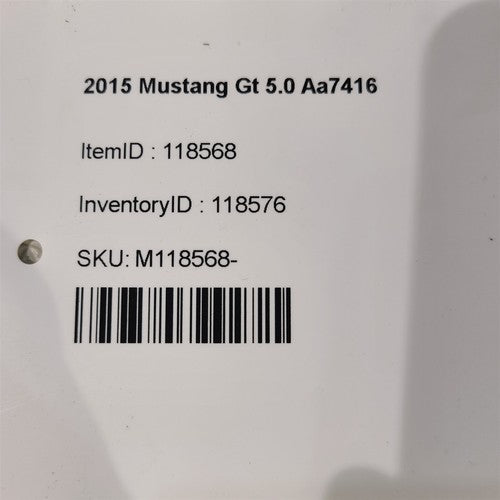 2015 Mustang Gt 5.0 Aa7416
ItemID : 118568
InventoryID : 118576
SKU: M118568-